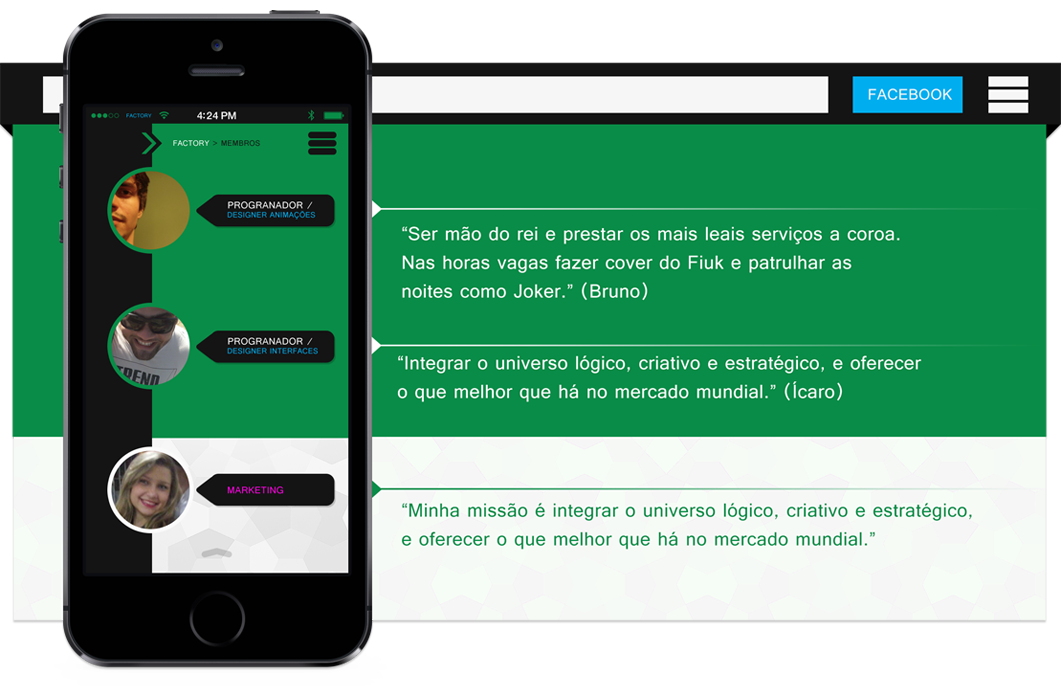 FACEBOOK
FACTORY 4:24 PM
FACTORY > MEMBROS
PROGRANADOR /
DESIGNER ANIMAÇÕES
“Ser mão do rei e prestar os mais leais serviços a coroa.
Nas horas vagas fazer cover do Fiuk e patrulhar as
noites como Joker.” (Bruno)
PROGRANADOR /
DESIGNER INTERFACES
TREND
“Integrar o universo lógico, criativo e estratégico, e oferecer
o que melhor que há no mercado mundial.” (Ícaro)
MARKETING
“Minha missão é integrar o universo lógico, criativo e estratégico,
e oferecer o que melhor que há no mercado mundial.”